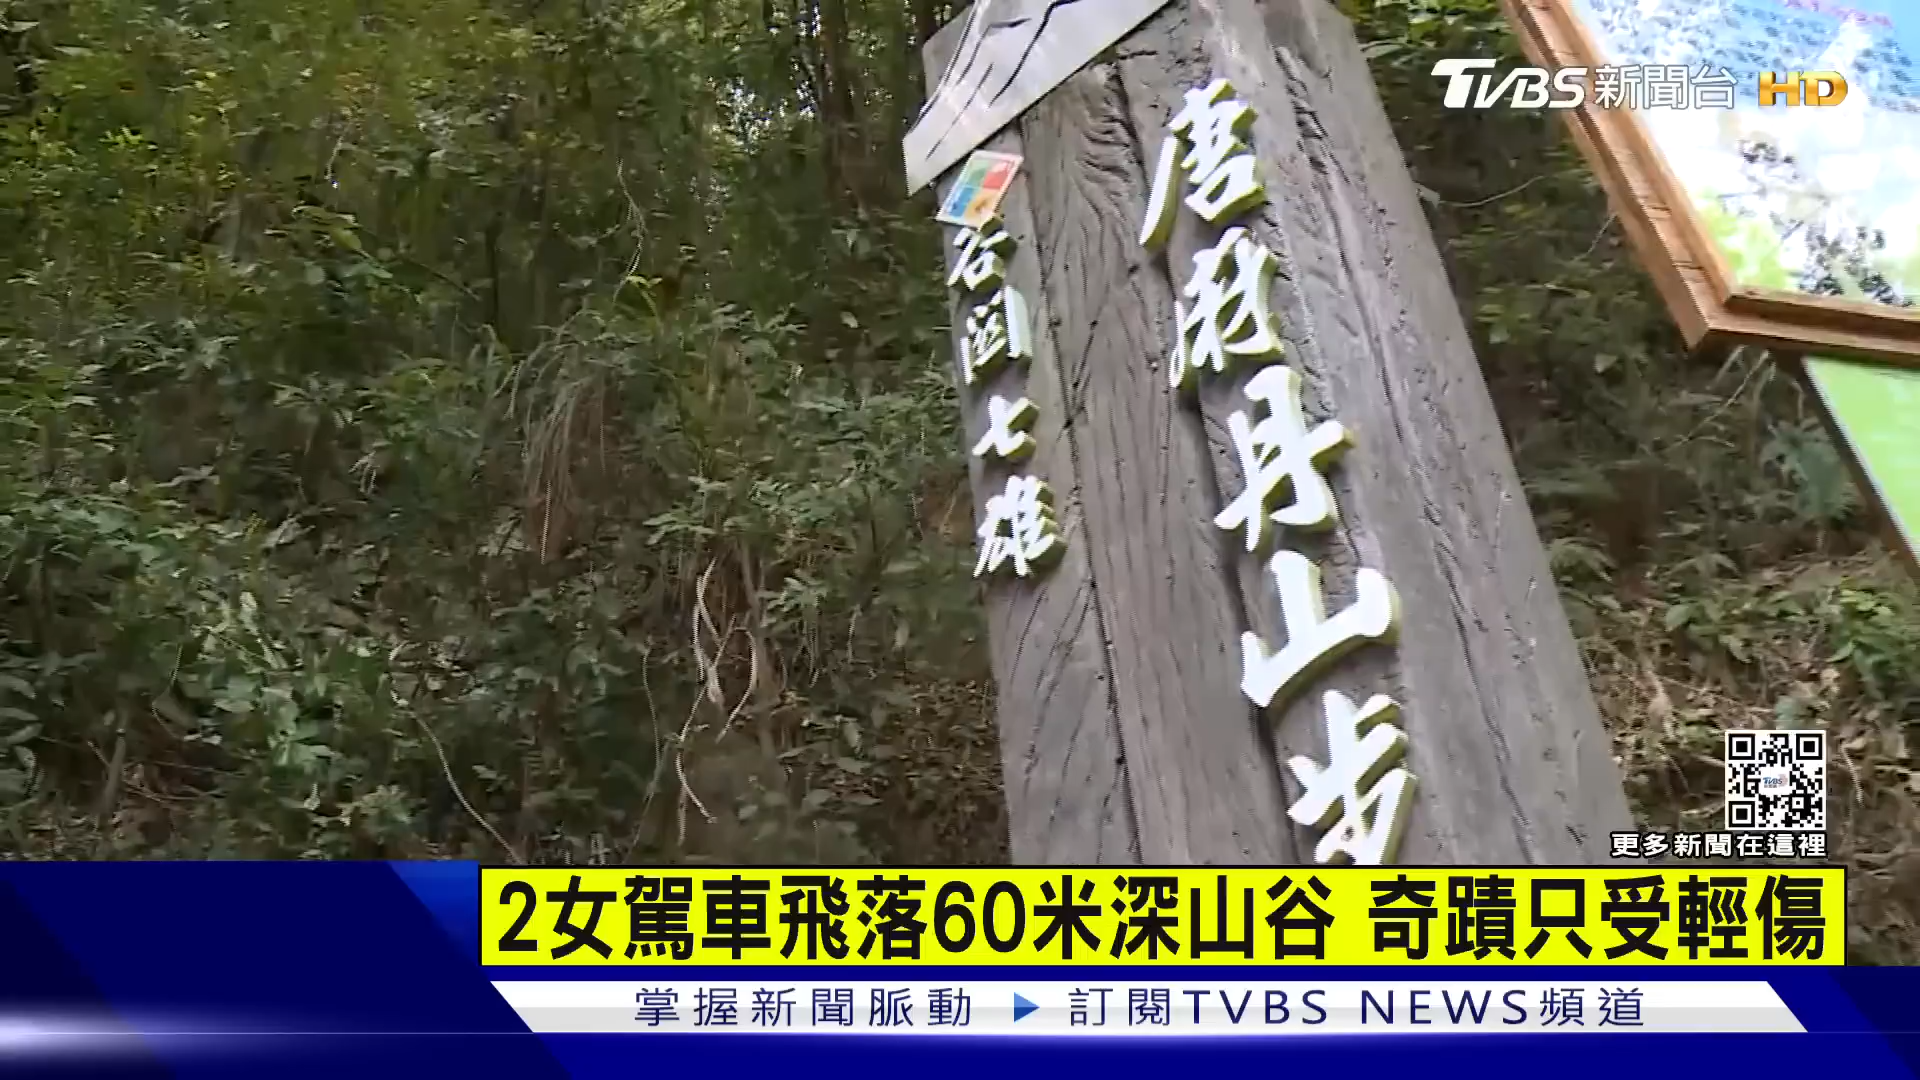 TVBS新聞台 HD
唐麻丹山步
谷關七雄
TVBS
更多新聞在這裡
2女駕車飛落60米深山谷 奇蹟只受輕傷
掌握新聞脈動 ▶ 訂閱TVBS NEWS頻道